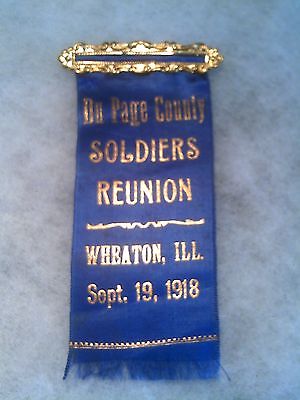 Du Page County
SOLDIERS
REUNION
WHEATON, ILL.
Sept. 19, 1918